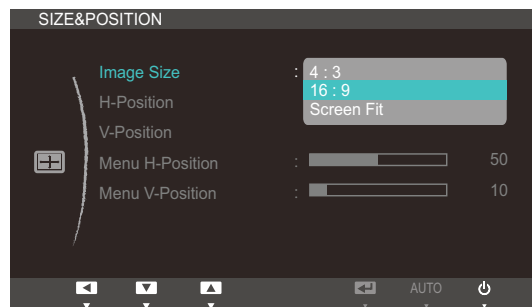 SIZE&POSITION
Image Size : 4 : 3
16 : 9
Screen Fit
H-Position
V-Position
Menu H-Position : 50
Menu V-Position : 10
AUTO